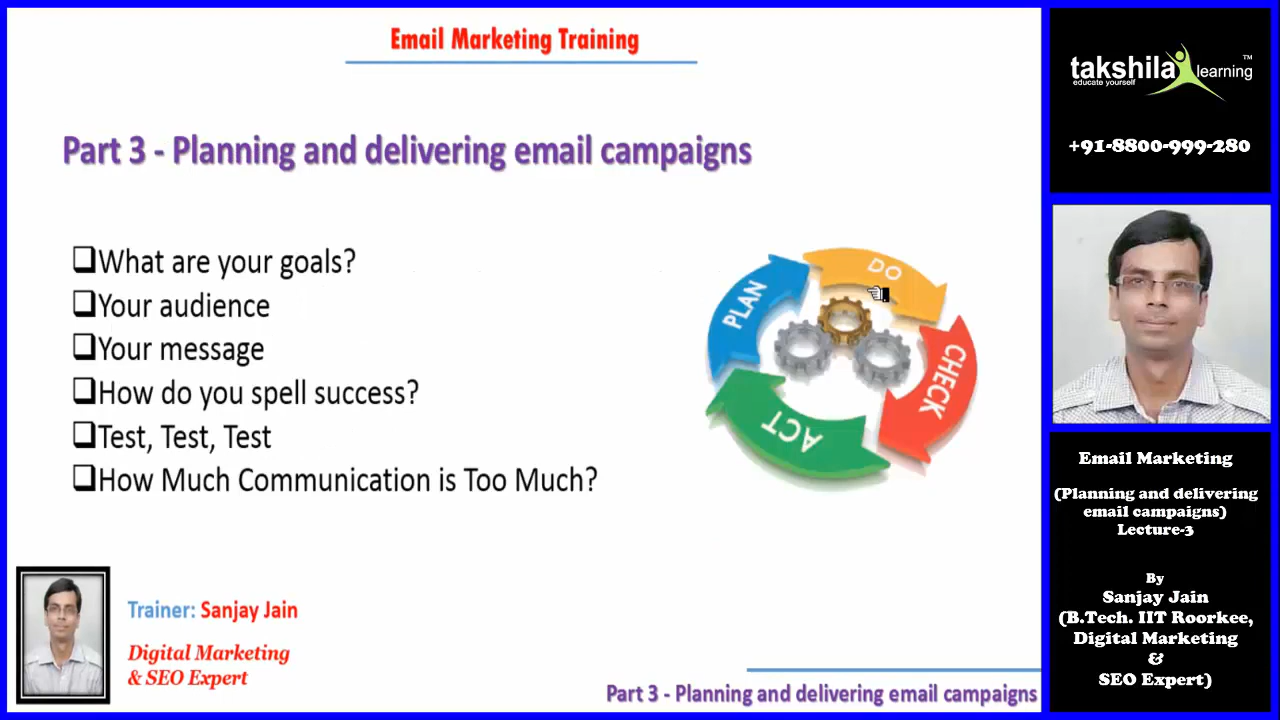 Email Marketing Training
Part 3 - Planning and delivering email campaigns
What are your goals?
Your audience
Your message
How do you spell success?
Test, Test, Test
How Much Communication is Too Much?
PLAN
DO
CHECK
ACT
Trainer: Sanjay Jain
Digital Marketing
& SEO Expert
Part 3 - Planning and delivering email campaigns
takshila learning TM
educate yourself
+91-8800-999-280
Email Marketing
(Planning and delivering
email campaigns)
Lecture-3
By
Sanjay Jain
(B.Tech. IIT Roorkee,
Digital Marketing
&
SEO Expert)